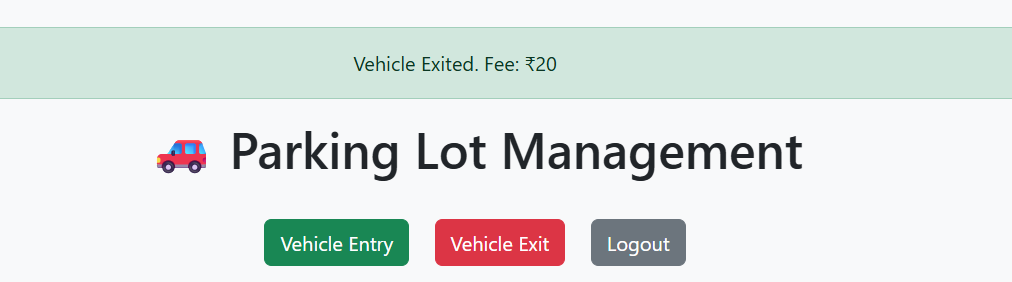 Vehicle Exited. Fee: ₹20
Parking Lot Management
Vehicle Entry Vehicle Exit Logout